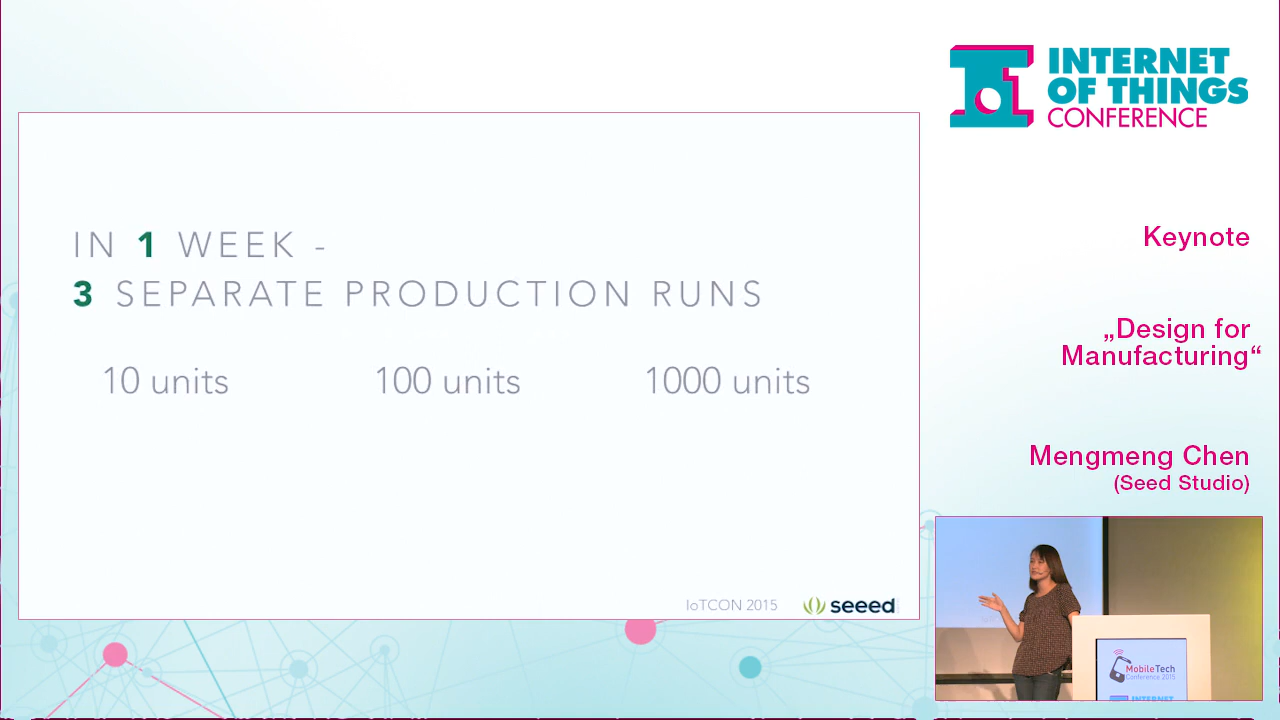 INTERNET
OF THINGS
CONFERENCE
IN 1 WEEK -
3 SEPARATE PRODUCTION RUNS
10 units
100 units
1000 units
IoTCON 2015
seeed
Keynote
„Design for
Manufacturing“
Mengmeng Chen
(Seed Studio)
MobileTech
Conference 2015
INTERNET